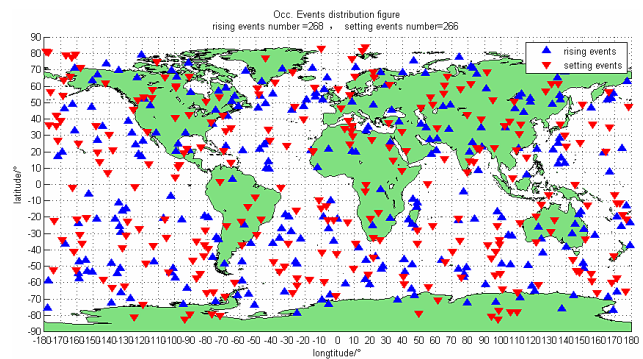 Occ. Events distribution figure
rising events number =268 , setting events number=266
90
80
70
60
50
40
30
20
10
0
-10
-20
-30
-40
-50
-60
-70
-80
-90
latitude/°
rising events
setting events
-180-170-160-150-140-130-120-110-100-90 -80 -70 -60 -50 -40 -30 -20 -10 0 10 20 30 40 50 60 70 80 90 100 110 120 130 140 150 160 170 180
longtitude/°